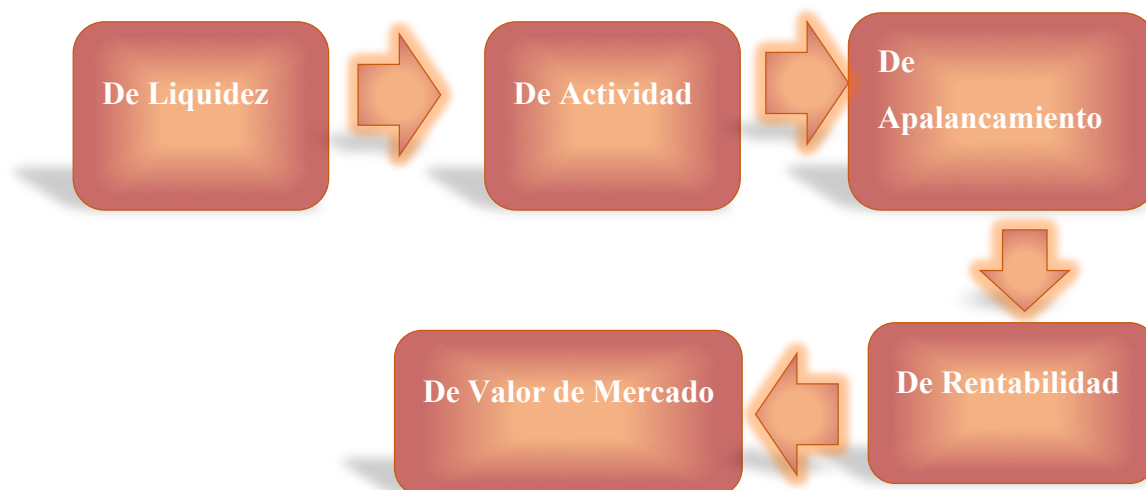 De Liquidez
De Actividad
De
Apalancamiento
De Rentabilidad
De Valor de Mercado